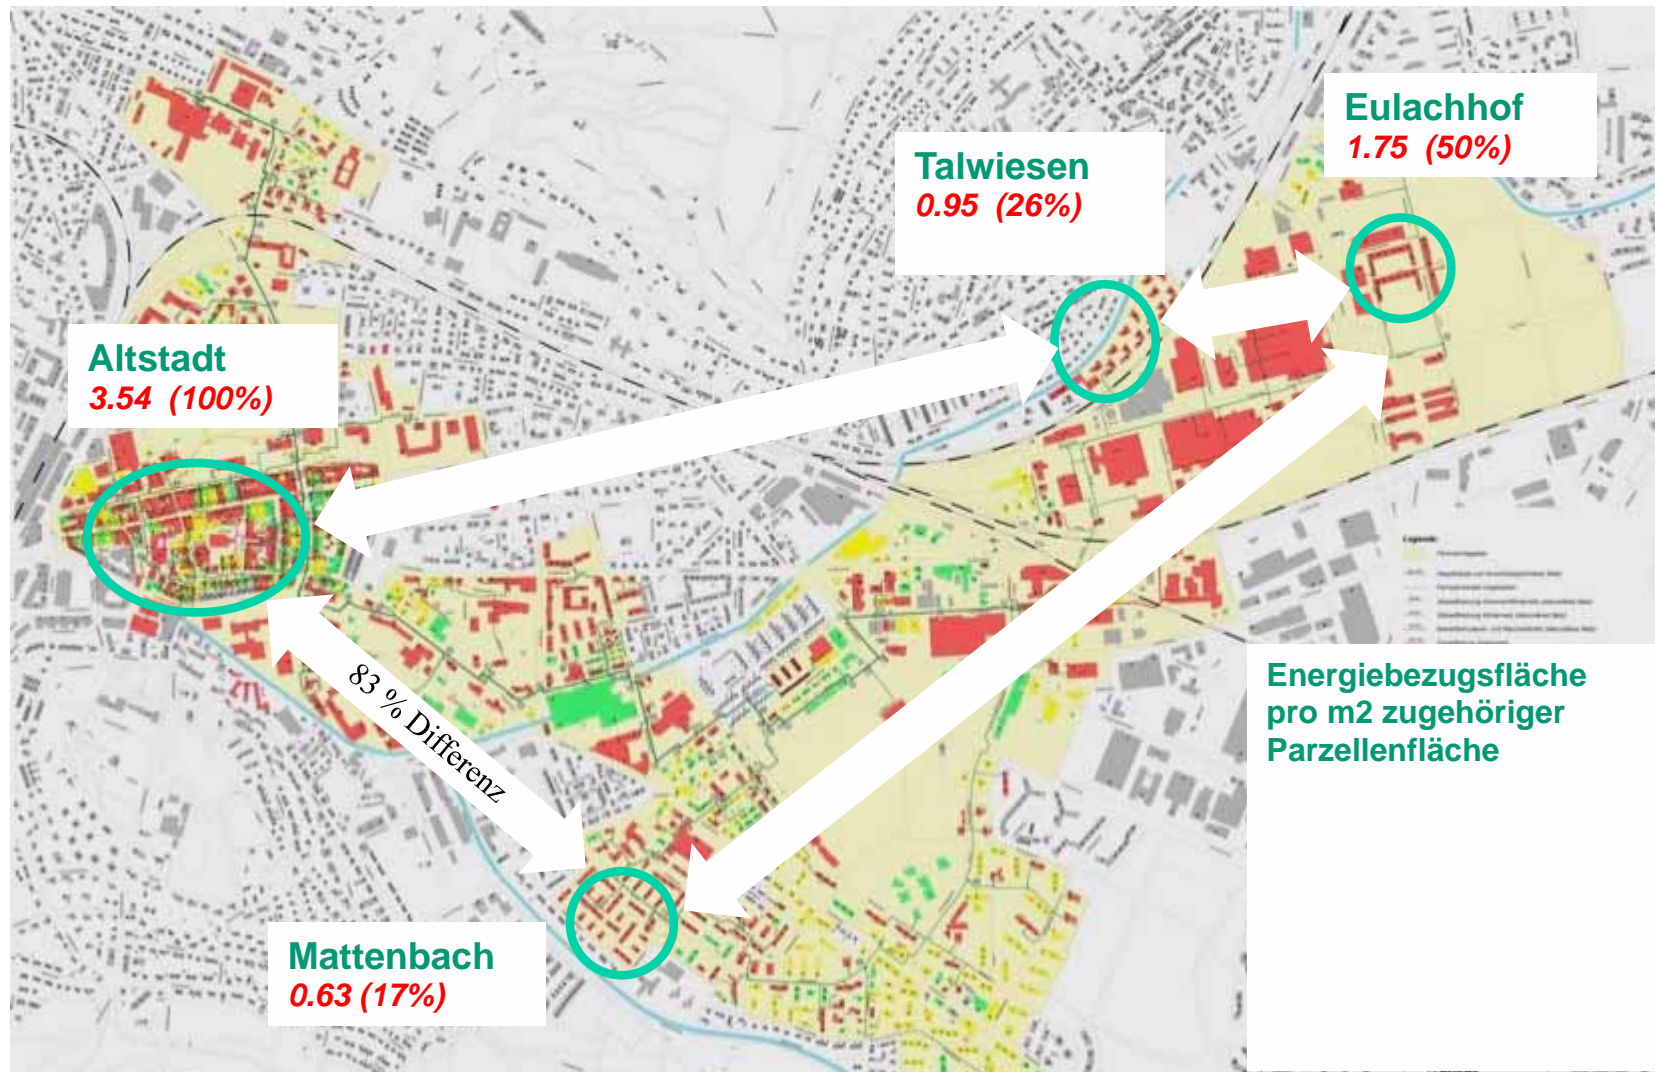 Eulachhof
1.75 (50%)
Talwiesen
0.95 (26%)
Altstadt
3.54 (100%)
83 % Differenz
Mattenbach
0.63 (17%)
Energiebezugsfläche
pro m2 zugehöriger
Parzellenfläche